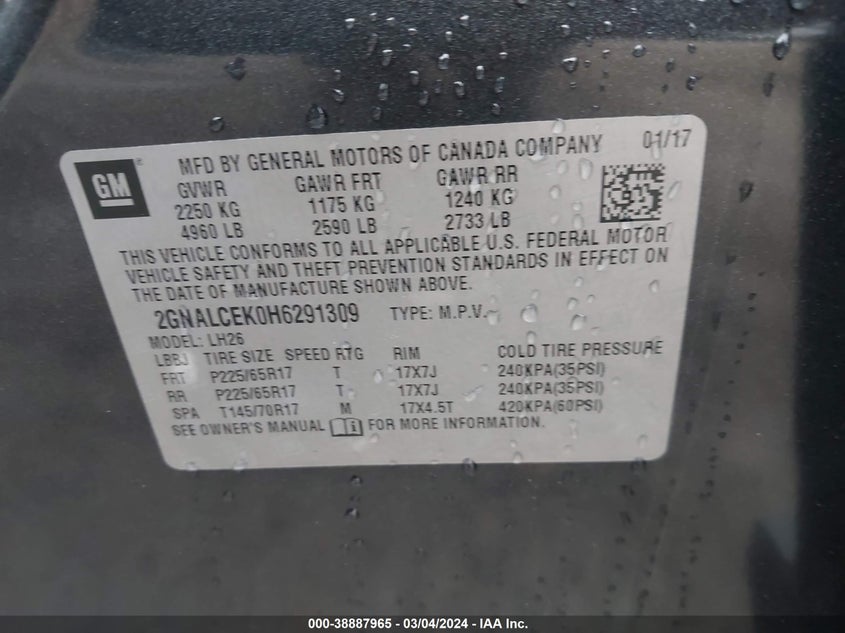 GM
MFD BY GENERAL MOTORS OF CANADA COMPANY 01/17
GVWR GAWR FRT GAWR RR
2250 KG 1175 KG 1240 KG
4960 LB 2590 LB 2733 LB
THIS VEHICLE CONFORMS TO ALL APPLICABLE U.S. FEDERAL MOTOR
VEHICLE SAFETY AND THEFT PREVENTION STANDARDS IN EFFECT ON
THE DATE OF MANUFACTURE SHOWN ABOVE.
2GNALCEK0H6291309 TYPE: M.P.V.
MODEL: LH26
LBBJ TIRE SIZE SPEED RTG RIM COLD TIRE PRESSURE
FRT P225/65R17 T 17X7J 240KPA(35PSI)
RR P225/65R17 T 17X7J 240KPA(35PSI)
SPA T145/70R17 M 17X4.5T 420KPA(60PSI)
SEE OWNER'S MANUAL FOR MORE INFORMATION.
000-38887965 - 03/04/2024 - IAA Inc.